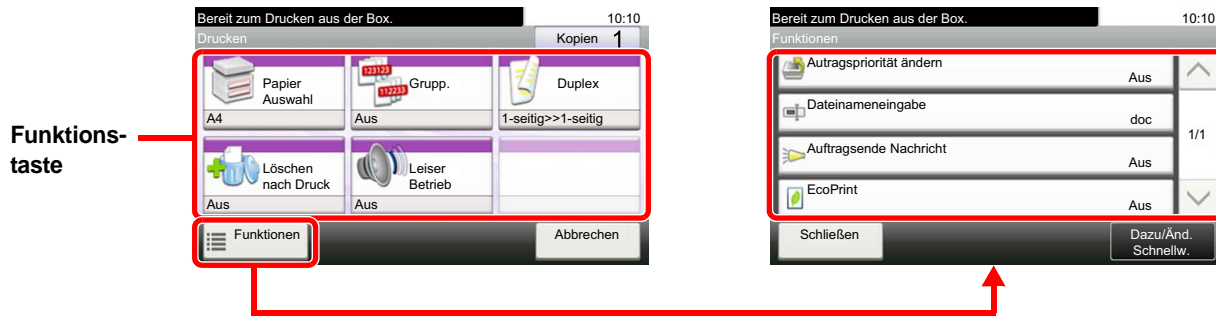 Funktions-
taste
Bereit zum Drucken aus der Box.
10:10
Drucken
Kopien 1
Papier
Auswahl
A4
123123
112233
Grupp.
Aus
Duplex
1-seitig>>1-seitig
Löschen
nach Druck
Aus
Leiser
Betrieb
Aus
Funktionen
Abbrechen
Bereit zum Drucken aus der Box.
10:10
Funktionen
Autragspriorität ändern
Aus
Dateinameneingabe
doc
1/1
Auftragsende Nachricht
Aus
EcoPrint
Aus
Schließen
Dazu/Änd.
Schnellw.